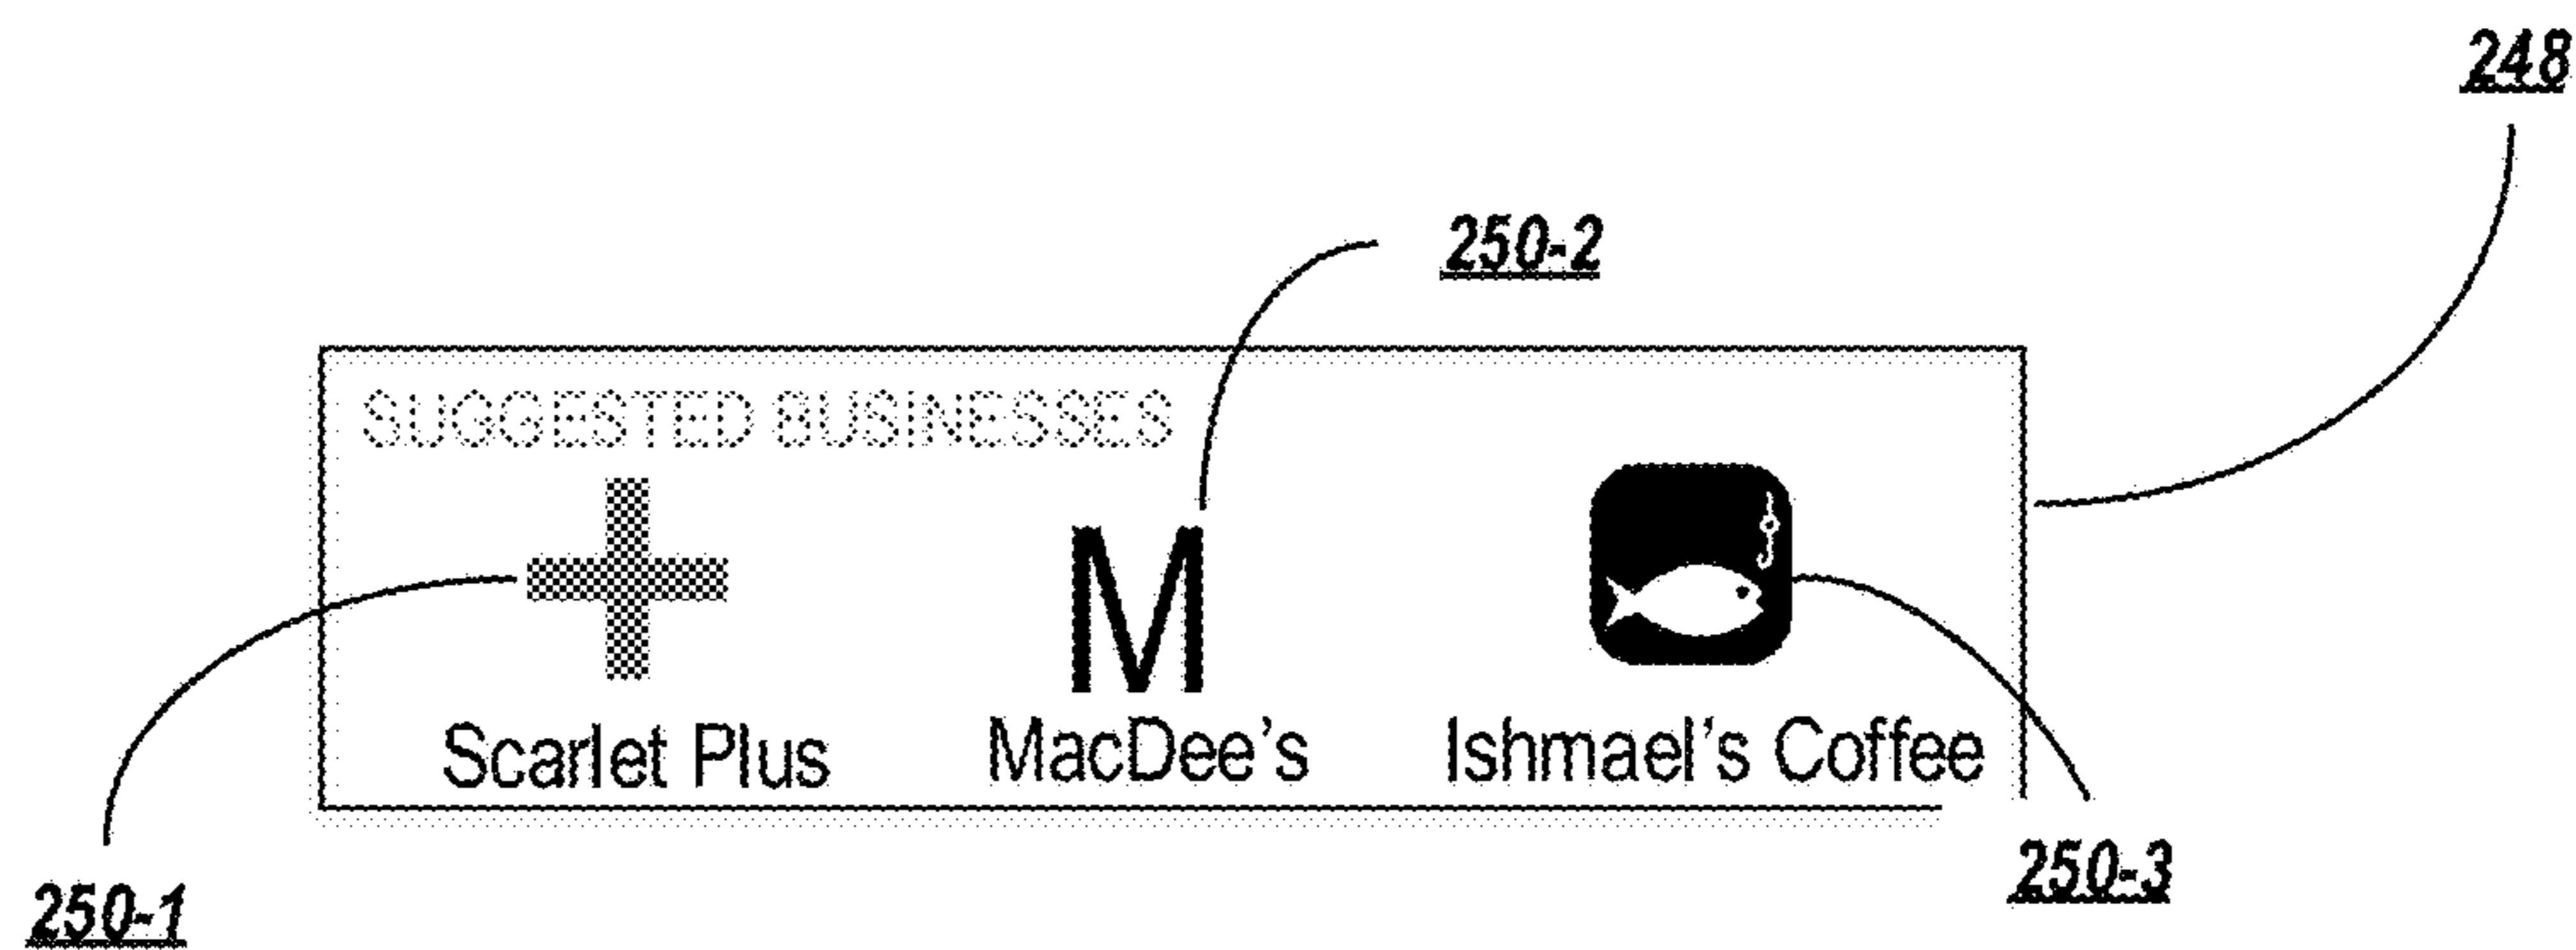 248
250-2
SUGGESTED BUSINESSES
M
Scarlet Plus MacDee's Ishmael's Coffee
250-1 250-3